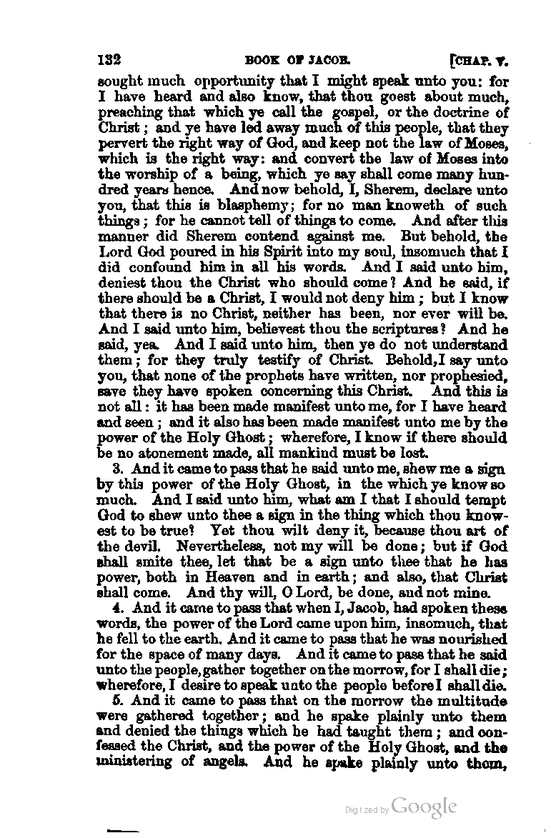 132 BOOK OF JACOB. [CHAP. V.
sought much opportunity that I might speak unto you: for
I have heard and also know, that thou goest about much,
preaching that which ye call the gospel, or the doctrine of
Christ; and ye have led away much of this people, that they
pervert the right way of God, and keep not the law of Moses,
which is the right way: and convert the law of Moses into
the worship of a being, which ye say shall come many hun-
dred years hence. And now behold, I, Sherem, declare unto
you, that this is blasphemy; for no man knoweth of such
things; for he cannot tell of things to come. And after this
manner did Sherem contend against me. But behold, the
Lord God poured in his Spirit into my soul, insomuch that I
did confound him in all his words. And I said unto him,
deniest thou the Christ who should come? And he said, if
there should be a Christ, I would not deny him; but I know
that there is no Christ, neither has been, nor ever will be.
And I said unto him, believest thou the scriptures? And he
said, yea. And I said unto him, then ye do not understand
them; for they truly testify of Christ. Behold, I say unto
you, that none of the prophets have written, nor prophesied,
save they have spoken concerning this Christ. And this is
not all: it has been made manifest unto me, for I have heard
and seen; and it also has been made manifest unto me by the
power of the Holy Ghost; wherefore, I know if there should
be no atonement made, all mankind must be lost.
3. And it came to pass that he said unto me, shew me a sign
by this power of the Holy Ghost, in the which ye know so
much. And I said unto him, what am I that I should tempt
God to shew unto thee a sign in the thing which thou know-
est to be true? Yet thou wilt deny it, because thou art of
the devil. Nevertheless, not my will be done; but if God
shall smite thee, let that be a sign unto thee that he has
power, both in Heaven and in earth; and also, that Christ
shall come. And thy will, O Lord, be done, and not mine.
4. And it came to pass that when I, Jacob, had spoken these
words, the power of the Lord came upon him, insomuch, that
he fell to the earth. And it came to pass that he was nourished
for the space of many days. And it came to pass that he said
unto the people, gather together on the morrow, for I shall die;
wherefore, I desire to speak unto the people before I shall die.
5. And it came to pass that on the morrow the multitude
were gathered together; and he spake plainly unto them
and denied the things which he had taught them; and con-
fessed the Christ, and the power of the Holy Ghost, and the
ministering of angels. And he spake plainly unto them,
Digitized by Google